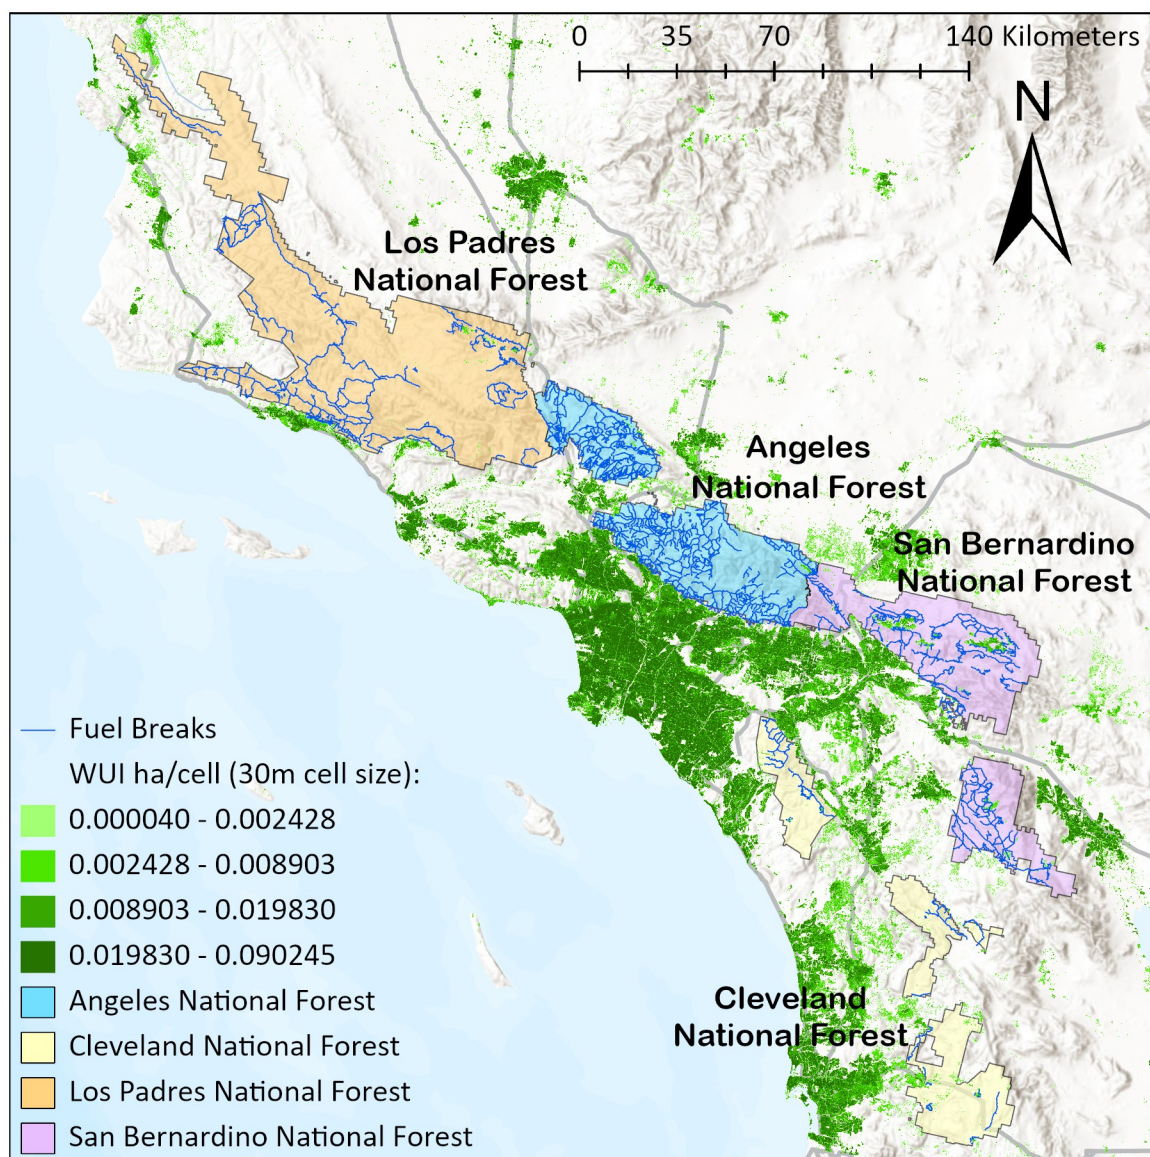 0 35 70 140 Kilometers
N
Los Padres
National Forest
Angeles
National Forest
San Bernardino
National Forest
Cleveland
National Forest
Fuel Breaks
WUI ha/cell (30m cell size):
0.000040 - 0.002428
0.002428 - 0.008903
0.008903 - 0.019830
0.019830 - 0.090245
Angeles National Forest
Cleveland National Forest
Los Padres National Forest
San Bernardino National Forest